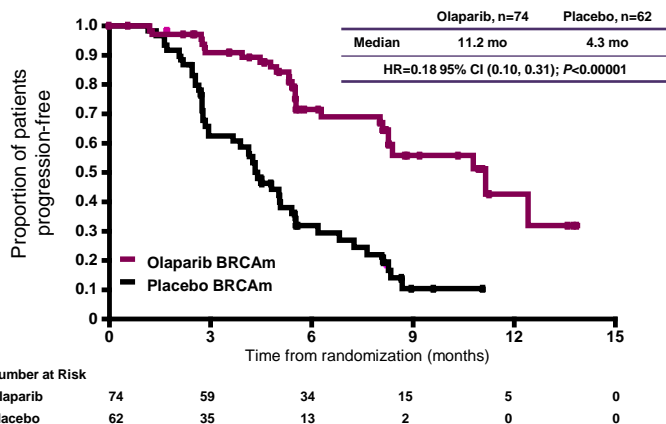 Olaparib, n=74 Placebo, n=62
Median 11.2 mo 4.3 mo
HR=0.18 95% CI (0.10, 0.31); P<0.00001
Proportion of patients
progression-free
1.0
0.9
0.8
0.7
0.6
0.5
0.4
0.3
0.2
0.1
0
Olaparib BRCAm
Placebo BRCAm
0 3 6 9 12 15
Time from randomization (months)
umber at Risk
laparib 74 59 34 15 5 0
lacebo 62 35 13 2 0 0